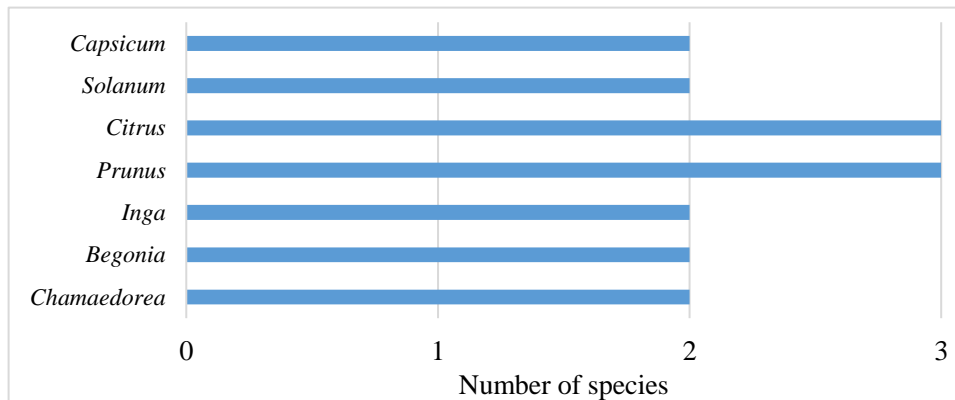 Capsicum
Solanum
Citrus
Prunus
Inga
Begonia
Chamaedorea
0 1 2 3
Number of species